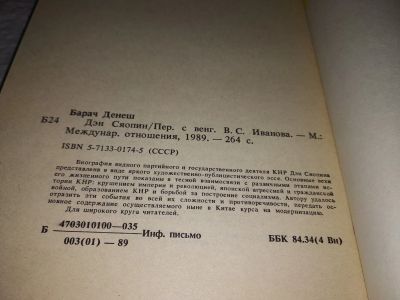 Барач Денеш
Б24 Дэн Сяопин/Пер. с венг. В. С. Иванова. — М.:
Междунар. отношения, 1989. — 264 с.
ISBN 5-7133-0174-5 (СССР)
Биография видного партийного и государственного деятеля КНР Дэн Сяопина
представлена в виде яркого художественно-публицистического эссе. Основные вехи
его жизненного пути показаны в тесной взаимосвязи с различными этапами ис-
тории КНР: крушением империи и революцией, японской агрессией и гражданской
войной, образованием КНР и борьбой за построение социализма. Автору удалось
отразить эти события во всей их сложности и противоречивости, передать ос-
новное содержание осуществляемого ныне в Китае курса на модернизацию.
Для широкого круга читателей.
Б 4703010100—035 Инф. письмо
003(01) — 89
ББК 84.34(4 Ви)